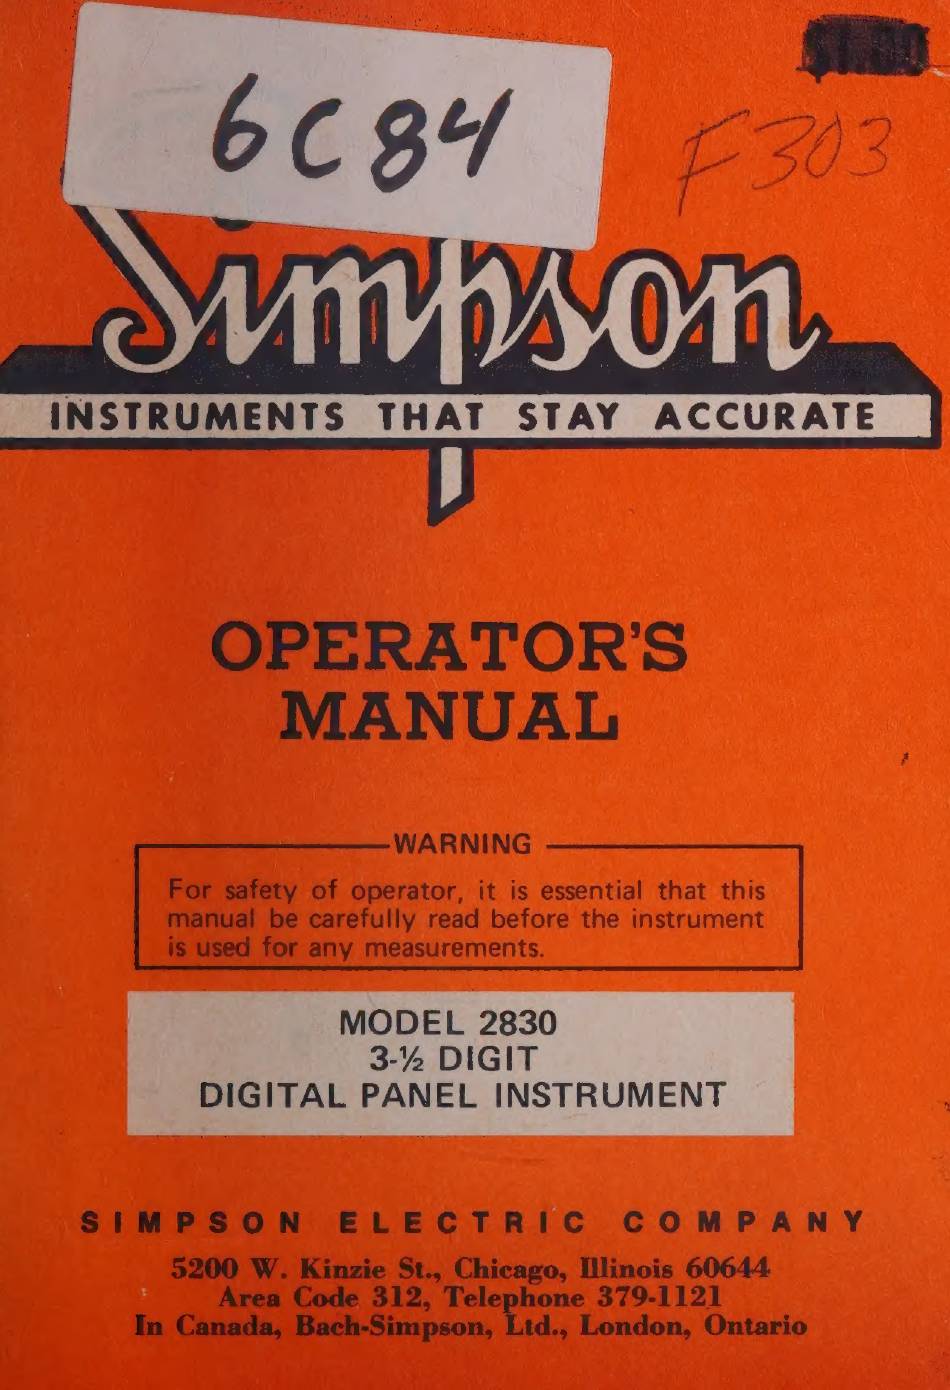 6C84
F303
Simpson
INSTRUMENTS THAT STAY ACCURATE
OPERATOR'S
MANUAL
WARNING
For safety of operator, it is essential that this
manual be carefully read before the instrument
is used for any measurements.
MODEL 2830
3-½ DIGIT
DIGITAL PANEL INSTRUMENT
SIMPSON ELECTRIC COMPANY
5200 W. Kinzie St., Chicago, Illinois 60644
Area Code 312, Telephone 379-1121
In Canada, Bach-Simpson, Ltd., London, Ontario